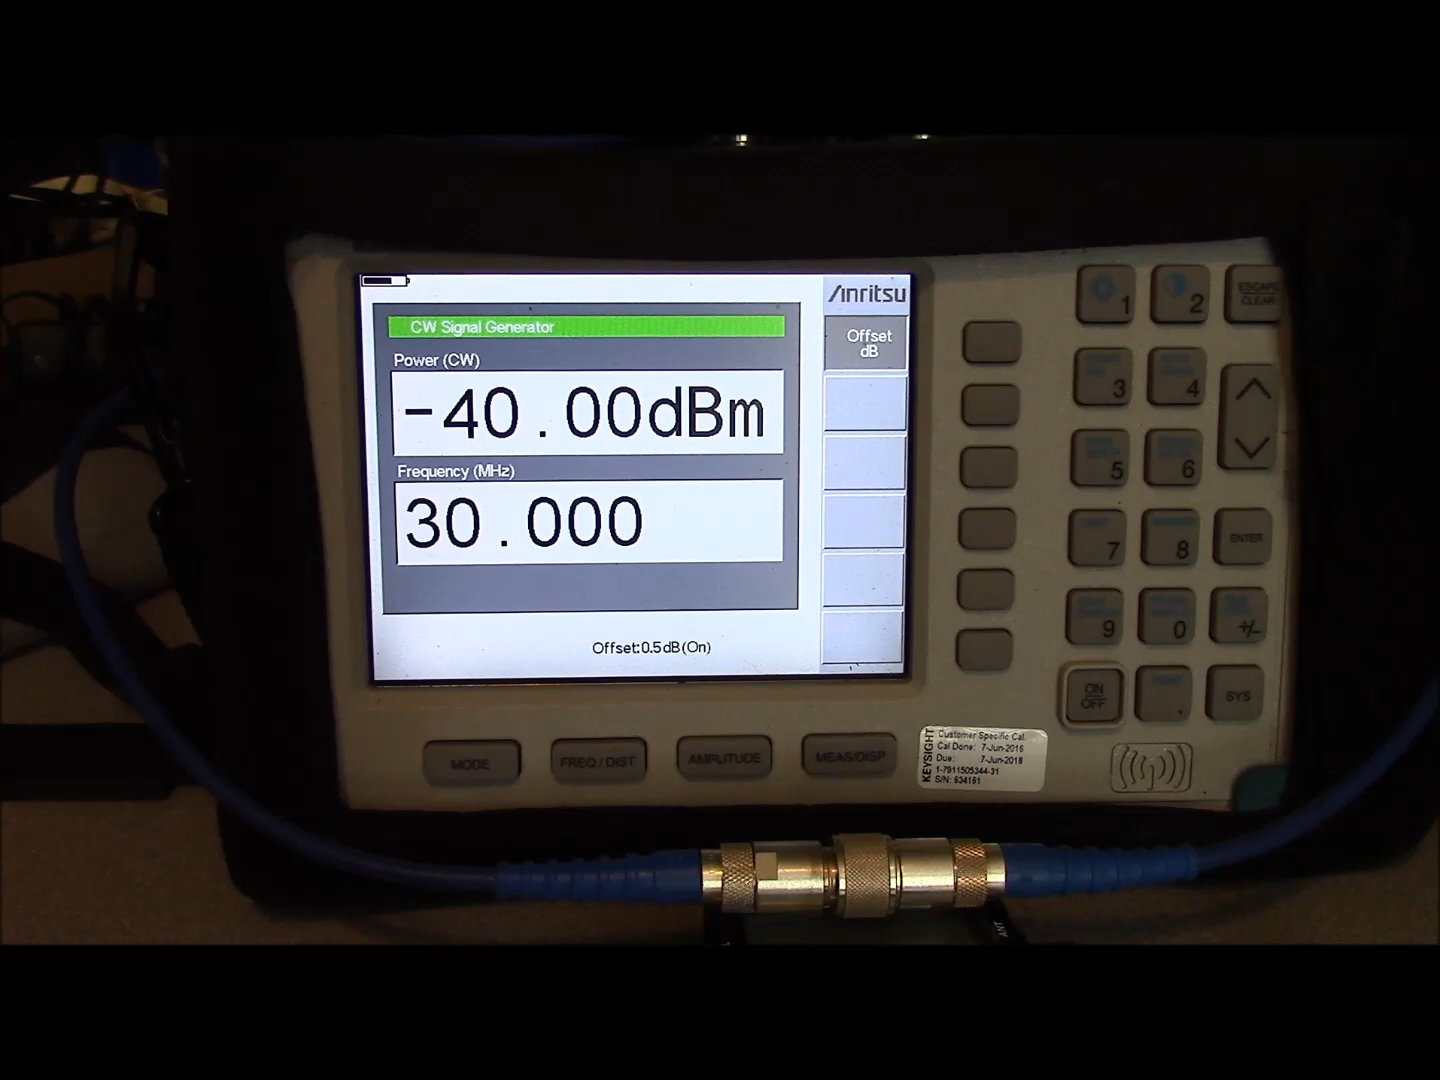 Anritsu
CW Signal Generator
Offset
dB
Power (CW)
-40.00dBm
Frequency (MHz)
30.000
Offset:0.5dB(On)
1
2
ESCAPE
CLEAR
3
4
5
6
7
8
ENTER
9
0
+/-
ON
OFF
.
SYS
MODE
FREQ/DIST
AMPLITUDE
MEAS/DISP
KEYSIGHT
Customer Specific Cal.
Cal Done: 7-Jun-2016
Due: 7-Jun-2018
1-7911505344-31
S/N: 634161
ANT